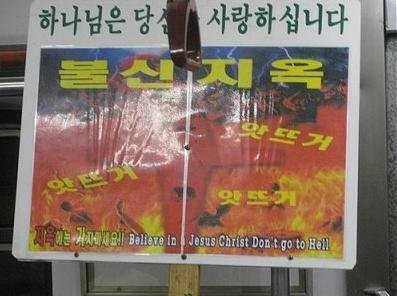 하나님은 당신을 사랑하십니다
불신지옥
앗뜨거
앗뜨거
앗뜨거
지옥에는 가지마세요!! Believe in a Jesus Christ Don't go to Hell